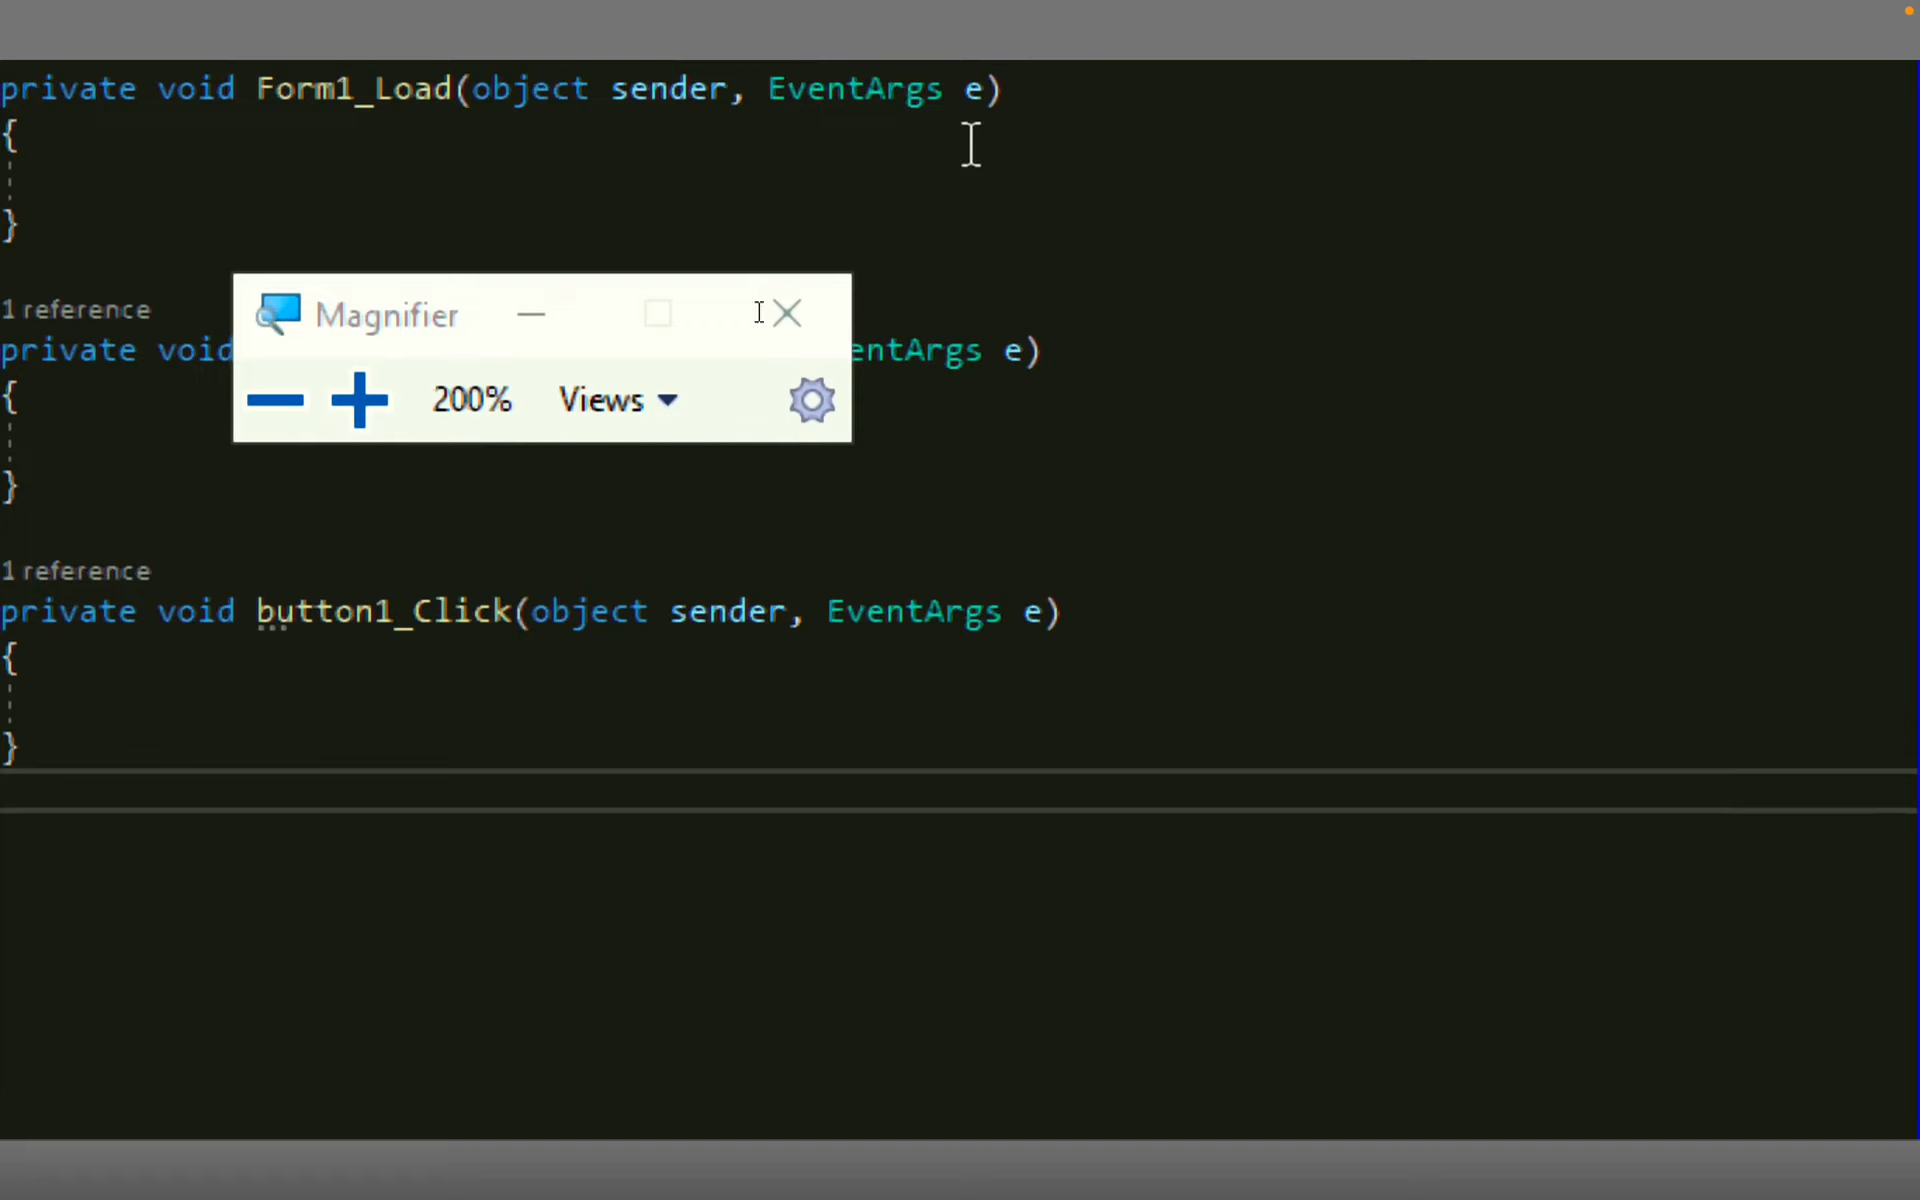 private void Form1_Load(object sender, EventArgs e)
{
}
1 reference
Magnifier
private void entArgs e)
{
200% Views
}
1 reference
private void button1_Click(object sender, EventArgs e)
{
}